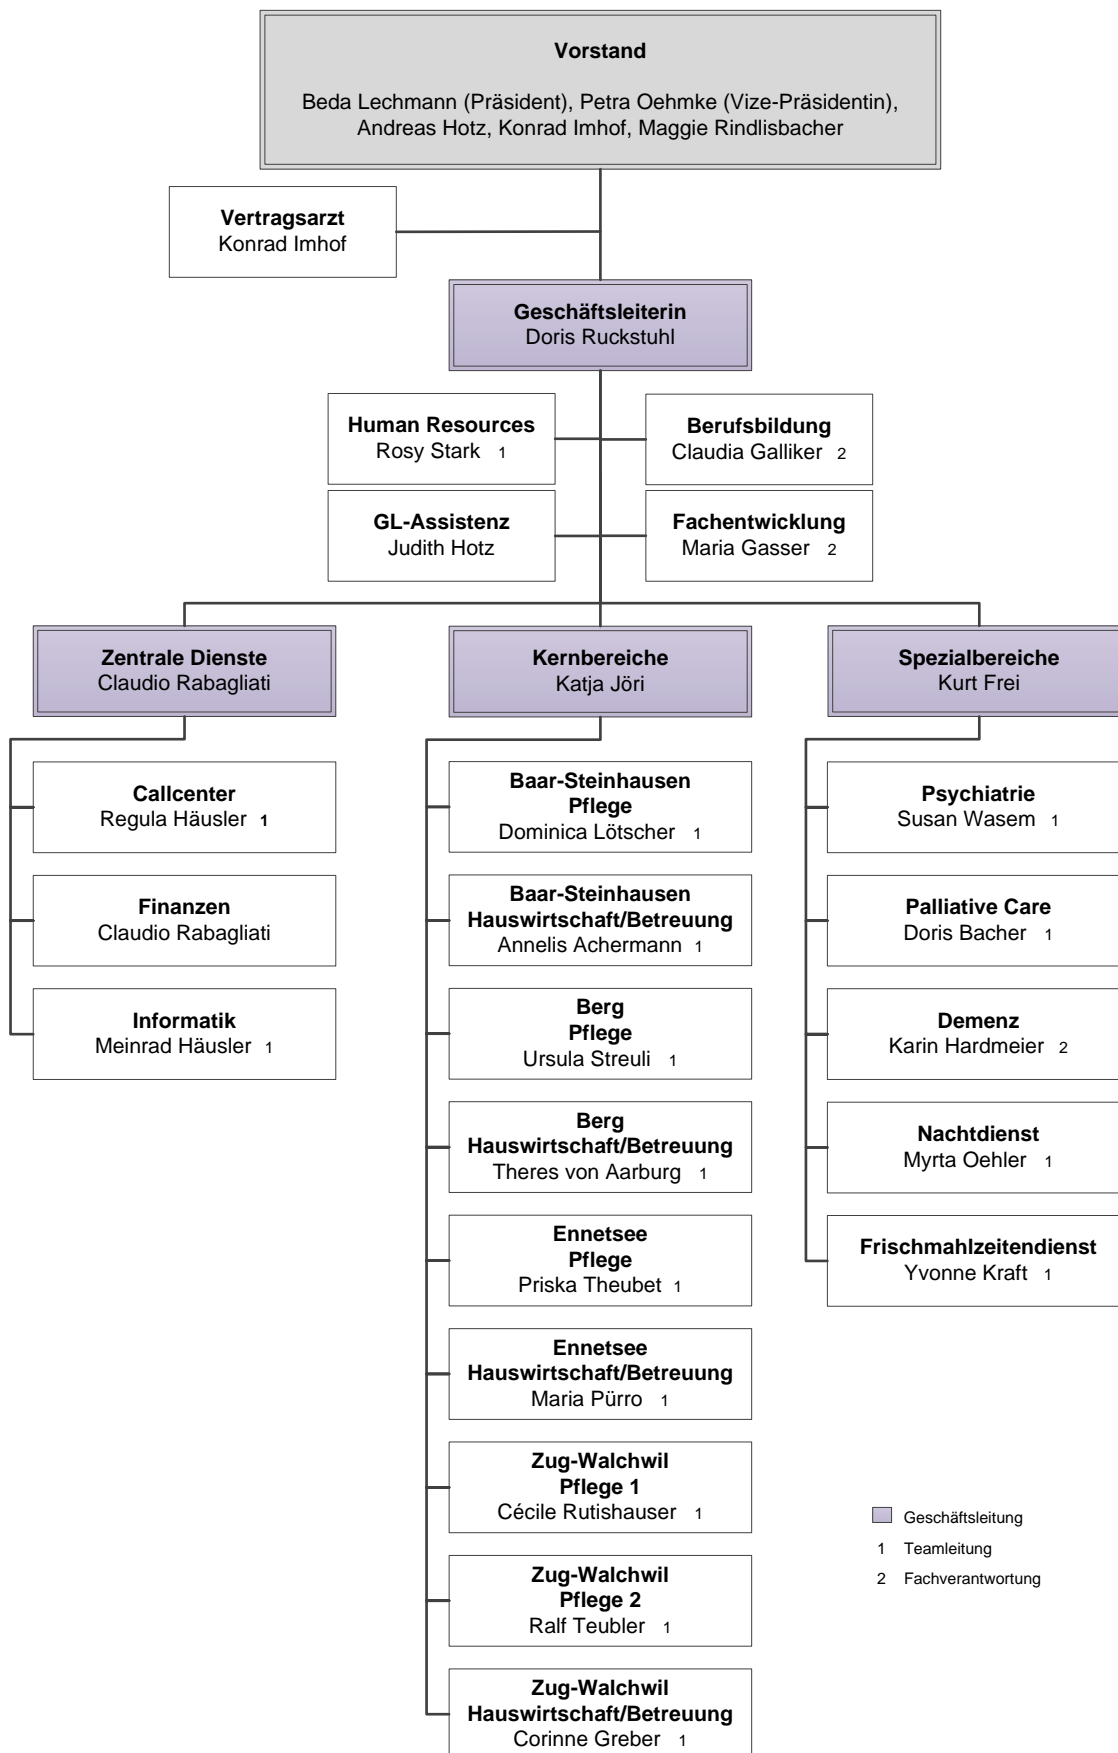 Vorstand
Beda Lechmann (Präsident), Petra Oehmke (Vize-Präsidentin),
Andreas Hotz, Konrad Imhof, Maggie Rindlisbacher
Vertragsarzt
Konrad Imhof
Geschäftsleiterin
Doris Ruckstuhl
Human Resources
Rosy Stark 1
Berufsbildung
Claudia Galliker 2
GL-Assistenz
Judith Hotz
Fachentwicklung
Maria Gasser 2
Zentrale Dienste
Claudio Rabagliati
Callcenter
Regula Häusler 1
Finanzen
Claudio Rabagliati
Informatik
Meinrad Häusler 1
Kernbereiche
Katja Jöri
Baar-Steinhausen
Pflege
Dominica Lötscher 1
Baar-Steinhausen
Hauswirtschaft/Betreuung
Annelis Achermann 1
Berg
Pflege
Ursula Streuli 1
Berg
Hauswirtschaft/Betreuung
Theres von Aarburg 1
Ennetsee
Pflege
Priska Theubet 1
Ennetsee
Hauswirtschaft/Betreuung
Maria Pürro 1
Zug-Walchwil
Pflege 1
Cécile Rutishauser 1
Zug-Walchwil
Pflege 2
Ralf Teubler 1
Zug-Walchwil
Hauswirtschaft/Betreuung
Corinne Greber 1
Spezialbereiche
Kurt Frei
Psychiatrie
Susan Wasem 1
Palliative Care
Doris Bacher 1
Demenz
Karin Hardmeier 2
Nachtdienst
Myrta Oehler 1
Frischmahlzeitendienst
Yvonne Kraft 1
Geschäftsleitung
1 Teamleitung
2 Fachverantwortung